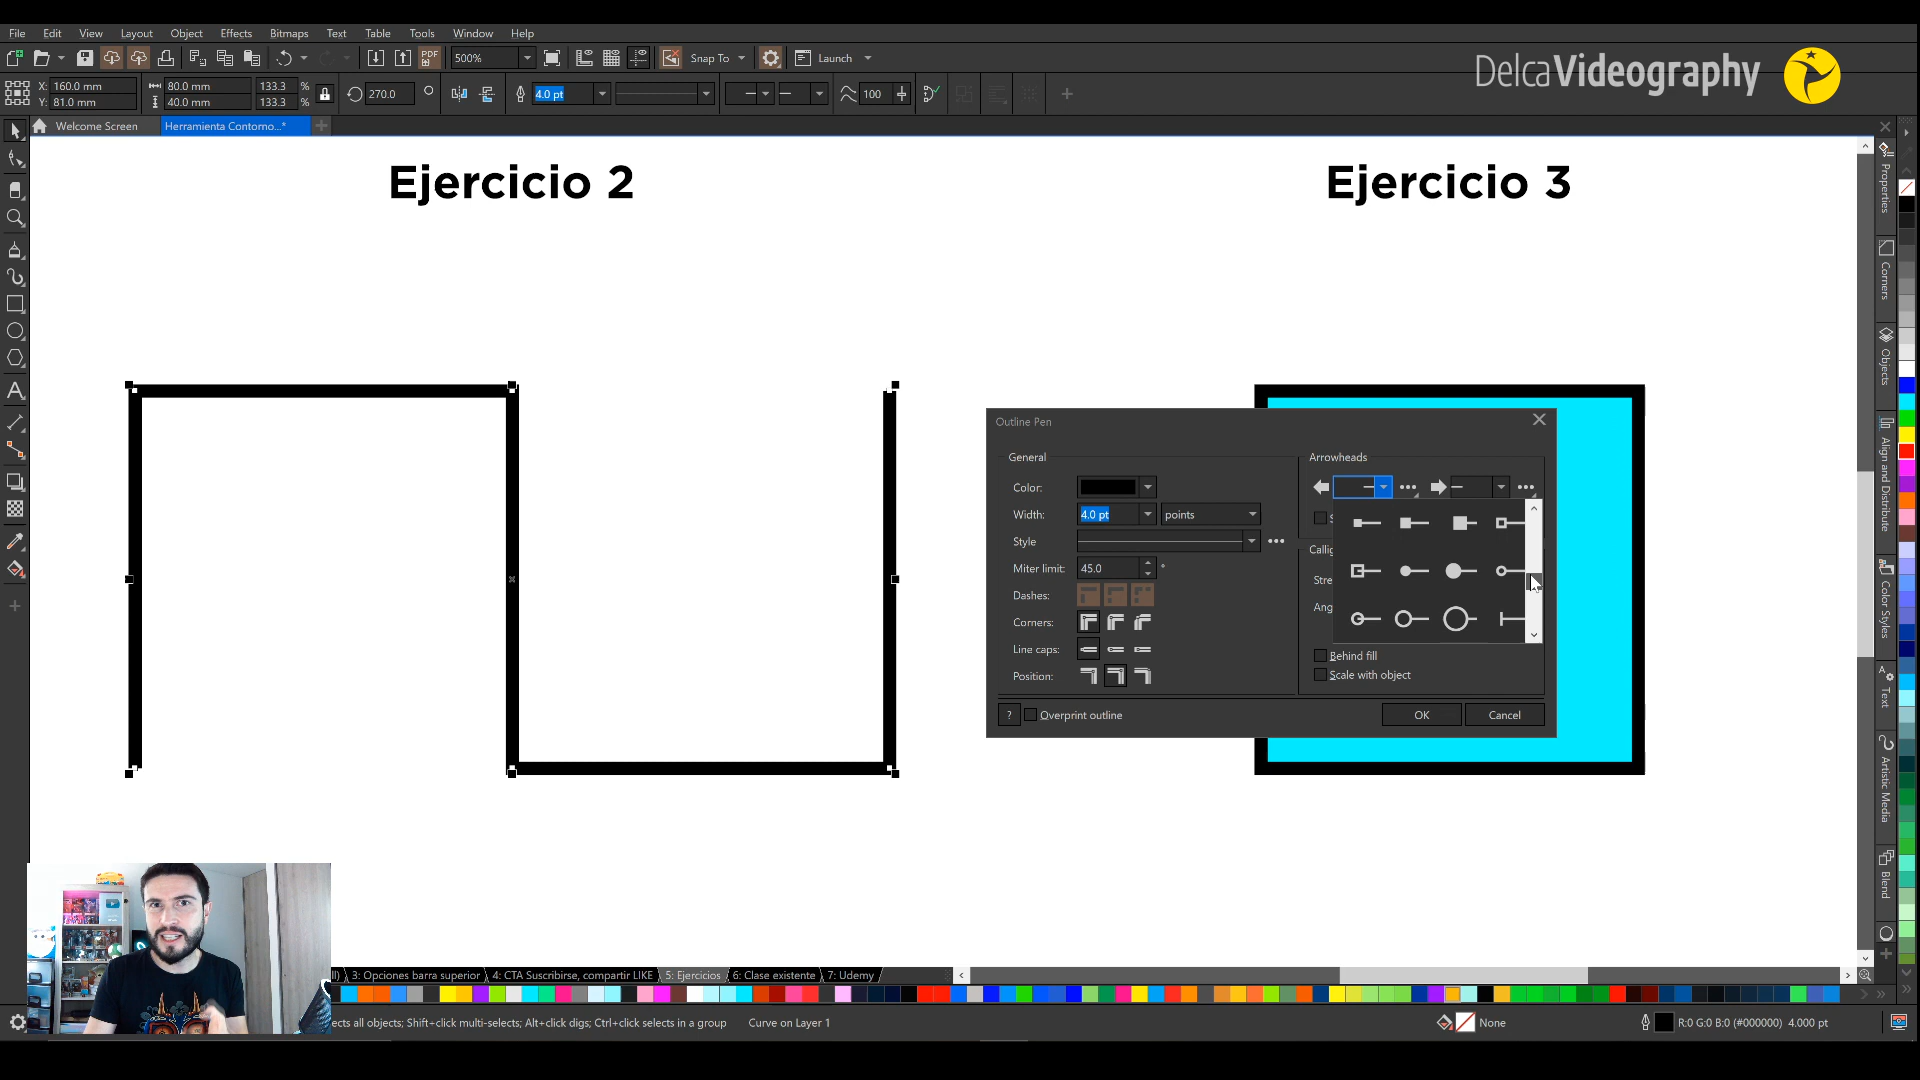 File Edit View Layout Object Effects Bitmaps Text Table Tools Window Help
DelcaVideography
PDF 500% Snap To Launch
X: 160.0 mm 80.0 mm 133.3 %
Y: 81.0 mm 40.0 mm 133.3 %
270.0 ° 4.0 pt 100
Welcome Screen Herramienta Contorno...*
Ejercicio 2 Ejercicio 3
Properties
Corners
Objects
Align and Distribute
Color Styles
Text
Artistic Media
Blend
Outline Pen
General Arrowheads
Color:
Width: 4.0 pt points
Style
Calli
Miter limit: 45.0 °
Stre
Dashes:
Ang
Corners:
Line caps:
Behind fill
Position:
Scale with object
? Overprint outline OK Cancel
3: Opciones barra superior 4: CTA Suscribirse, compartir LIKE 5: Ejercicios 6: Clase existente 7: Udemy
ects all objects; Shift+click multi-selects; Alt+click digs; Ctrl+click selects in a group Curve on Layer 1 None R:0 G:0 B:0 (#000000) 4.000 pt